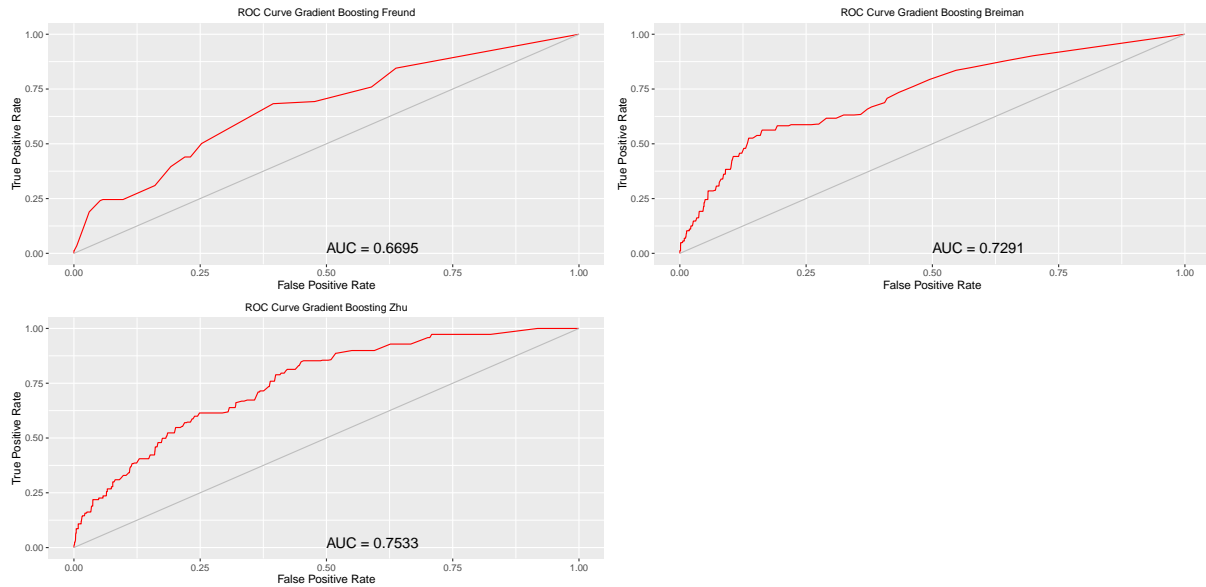 ROC Curve Gradient Boosting Freund
1.00
0.75
0.50
0.25
0.00
True Positive Rate
AUC = 0.6695
0.00 0.25 0.50 0.75 1.00
False Positive Rate
ROC Curve Gradient Boosting Breiman
1.00
0.75
0.50
0.25
0.00
True Positive Rate
AUC = 0.7291
0.00 0.25 0.50 0.75 1.00
False Positive Rate
ROC Curve Gradient Boosting Zhu
1.00
0.75
0.50
0.25
0.00
True Positive Rate
AUC = 0.7533
0.00 0.25 0.50 0.75 1.00
False Positive Rate